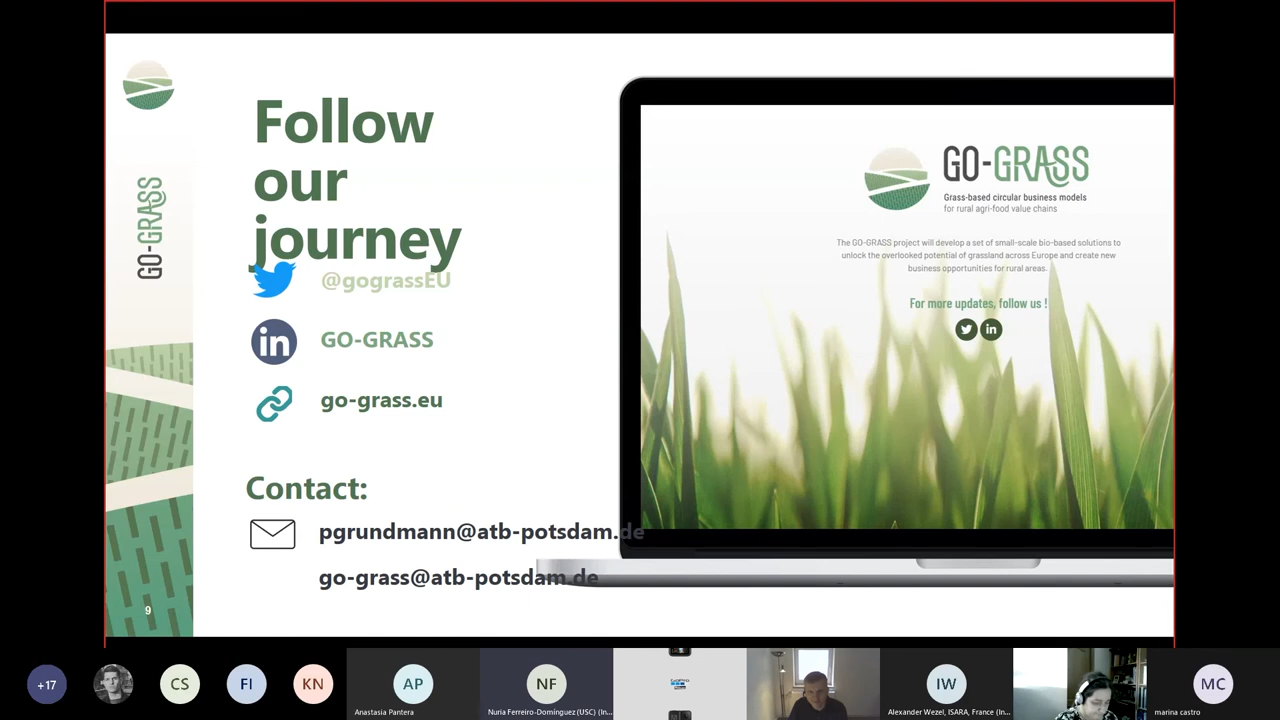 GO-GRASS
9
Follow
our
journey
@gograssEU
GO-GRASS
go-grass.eu
Contact:
pgrundmann@atb-potsdam.de
go-grass@atb-potsdam.de
GO-GRASS
Grass-based circular business models
for rural agri-food value chains
The GO-GRASS project will develop a set of small-scale bio-based solutions to
unlock the overlooked potential of grassland across Europe and create new
business opportunities for rural areas.
For more updates, follow us !
in
in
+17
CS
FI
KN
AP
Anastasia Pantera
NF
Nuria Ferreiro-Domínguez (USC) (In...
GoPro
IW
Alexander Wezel, ISARA, France (In...
MC
marina castro